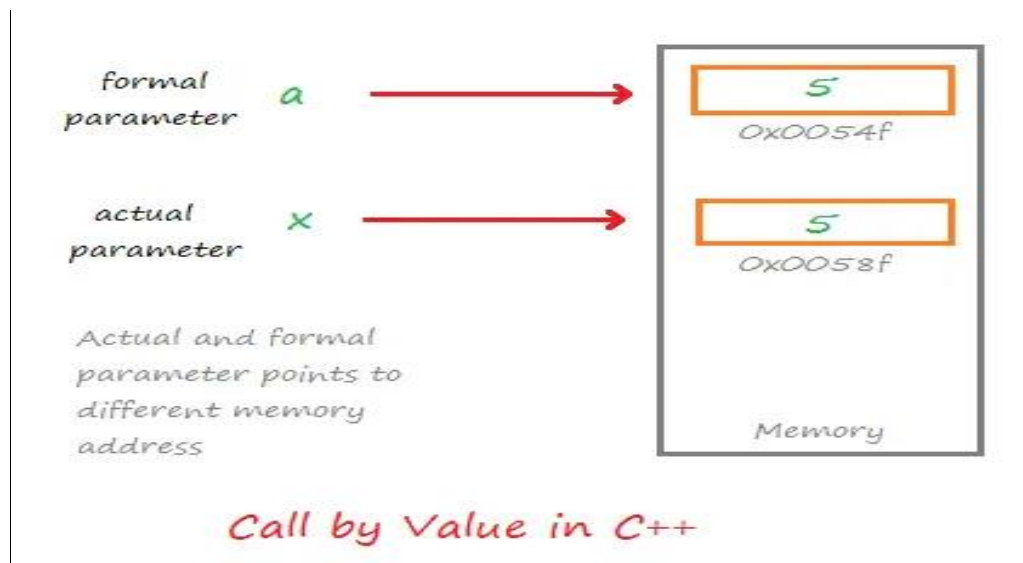 formal
parameter
a
5
0x0054f
actual
parameter
x
5
0x0058f
Actual and formal
parameter points to
different memory
address
Memory
Call by Value in C++